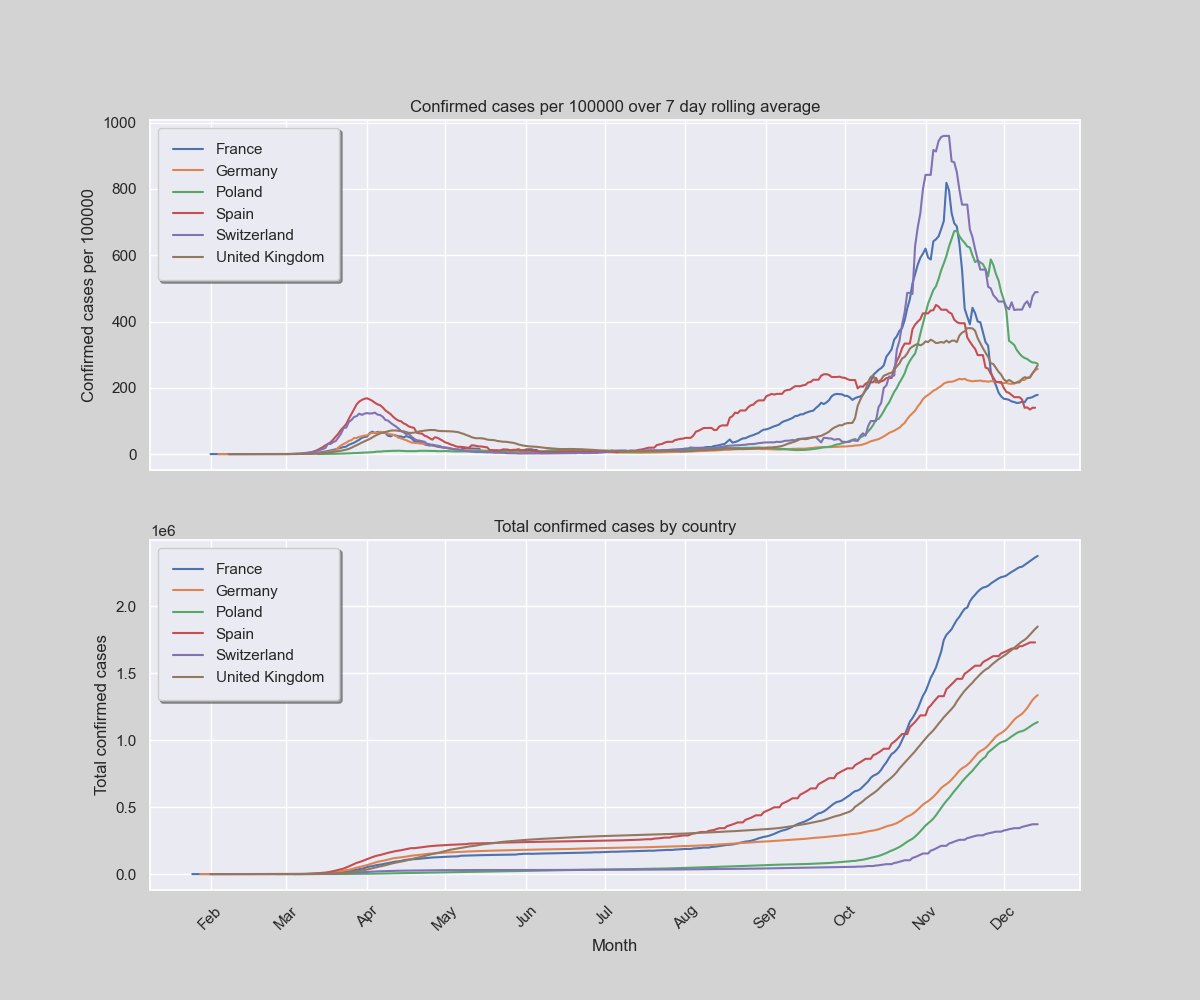 Confirmed cases per 100000 over 7 day rolling average
Confirmed cases per 100000
1000
800
600
400
200
0
France
Germany
Poland
Spain
Switzerland
United Kingdom
Total confirmed cases by country
1e6
Total confirmed cases
2.0
1.5
1.0
0.5
0.0
France
Germany
Poland
Spain
Switzerland
United Kingdom
Feb
Mar
Apr
May
Jun
Jul
Aug
Sep
Oct
Nov
Dec
Month